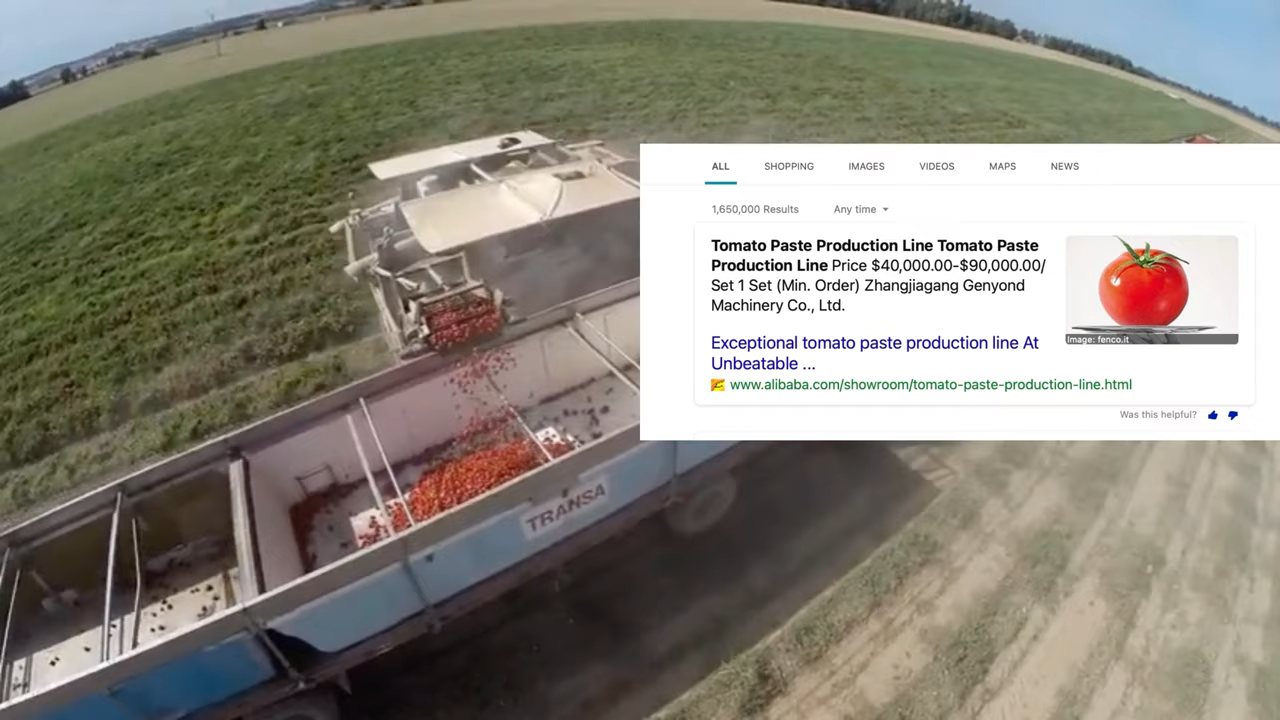 ALL SHOPPING IMAGES VIDEOS MAPS NEWS
1,650,000 Results Any time
Tomato Paste Production Line Tomato Paste
Production Line Price $40,000.00-$90,000.00/
Set 1 Set (Min. Order) Zhangjiagang Genyond
Machinery Co., Ltd.
Image: fenco.it
Exceptional tomato paste production line At
Unbeatable ...
www.alibaba.com/showroom/tomato-paste-production-line.html
Was this helpful?
TRANSA